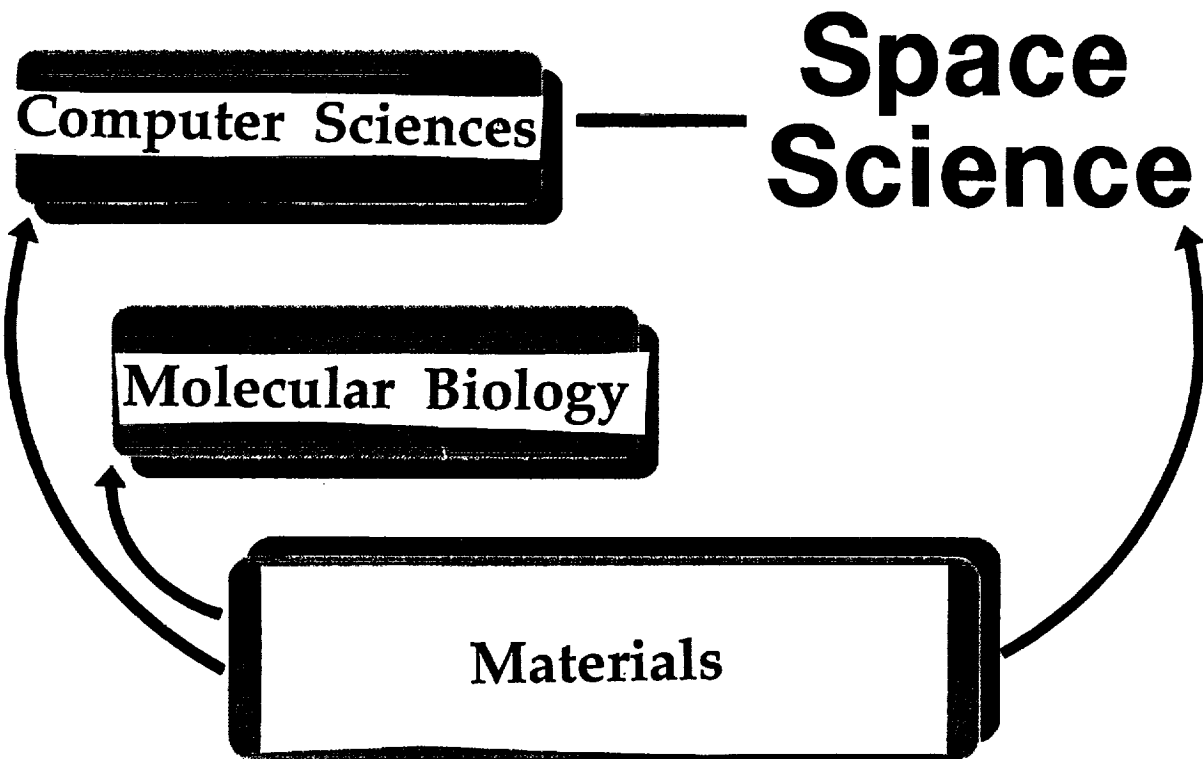 Space
Science
Computer Sciences
Molecular Biology
Materials